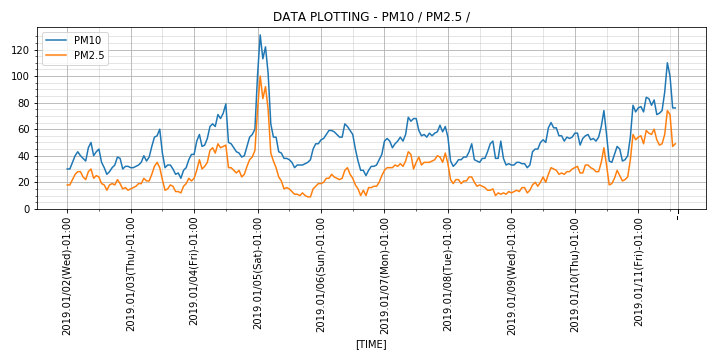 DATA PLOTTING - PM10 / PM2.5 /
PM10
PM2.5
120
100
80
60
40
20
0
2019.01/02(Wed)-01:00
2019.01/03(Thu)-01:00
2019.01/04(Fri)-01:00
2019.01/05(Sat)-01:00
2019.01/06(Sun)-01:00
2019.01/07(Mon)-01:00
2019.01/08(Tue)-01:00
2019.01/09(Wed)-01:00
2019.01/10(Thu)-01:00
2019.01/11(Fri)-01:00
[TIME]